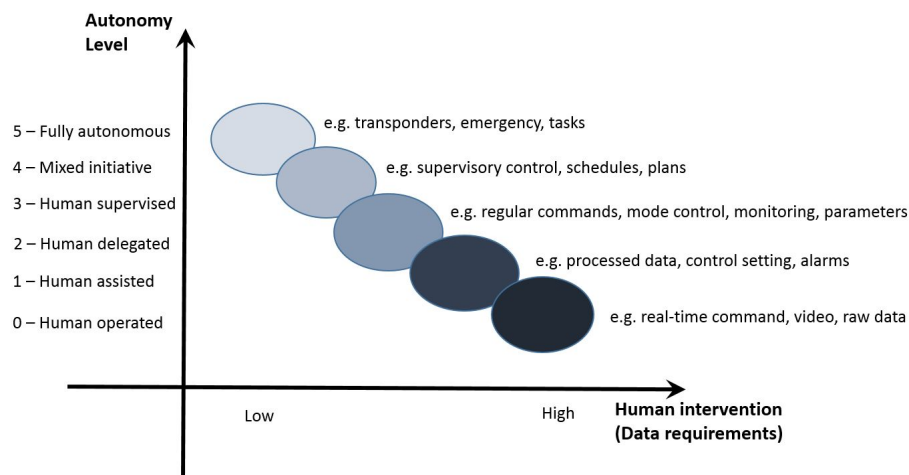 Autonomy
Level
5 – Fully autonomous
e.g. transponders, emergency, tasks
4 – Mixed initiative
e.g. supervisory control, schedules, plans
3 – Human supervised
e.g. regular commands, mode control, monitoring, parameters
2 – Human delegated
e.g. processed data, control setting, alarms
1 – Human assisted
0 – Human operated
e.g. real-time command, video, raw data
Low
High
Human intervention
(Data requirements)